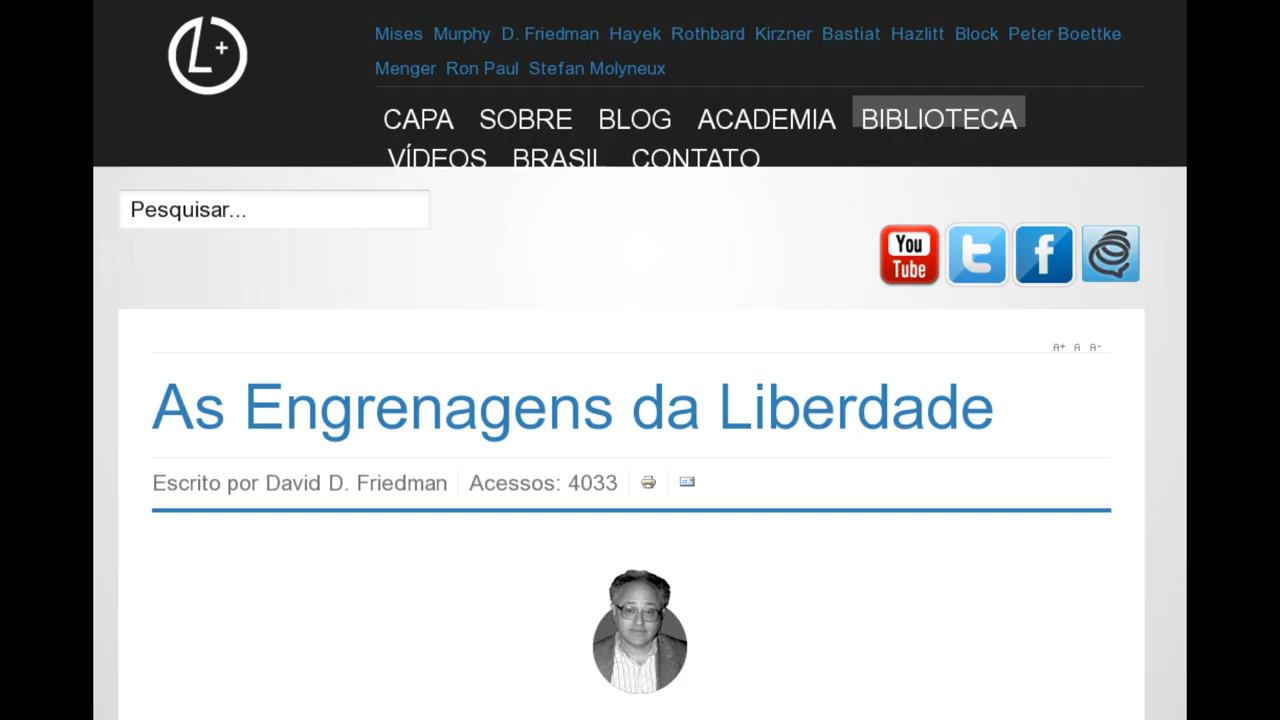 L+
Mises Murphy D. Friedman Hayek Rothbard Kirzner Bastiat Hazlitt Block Peter Boettke
Menger Ron Paul Stefan Molyneux
CAPA SOBRE BLOG ACADEMIA BIBLIOTECA
VÍDEOS BRASIL CONTATO
Pesquisar...
You
Tube
A+ A A-
As Engrenagens da Liberdade
Escrito por David D. Friedman Acessos: 4033